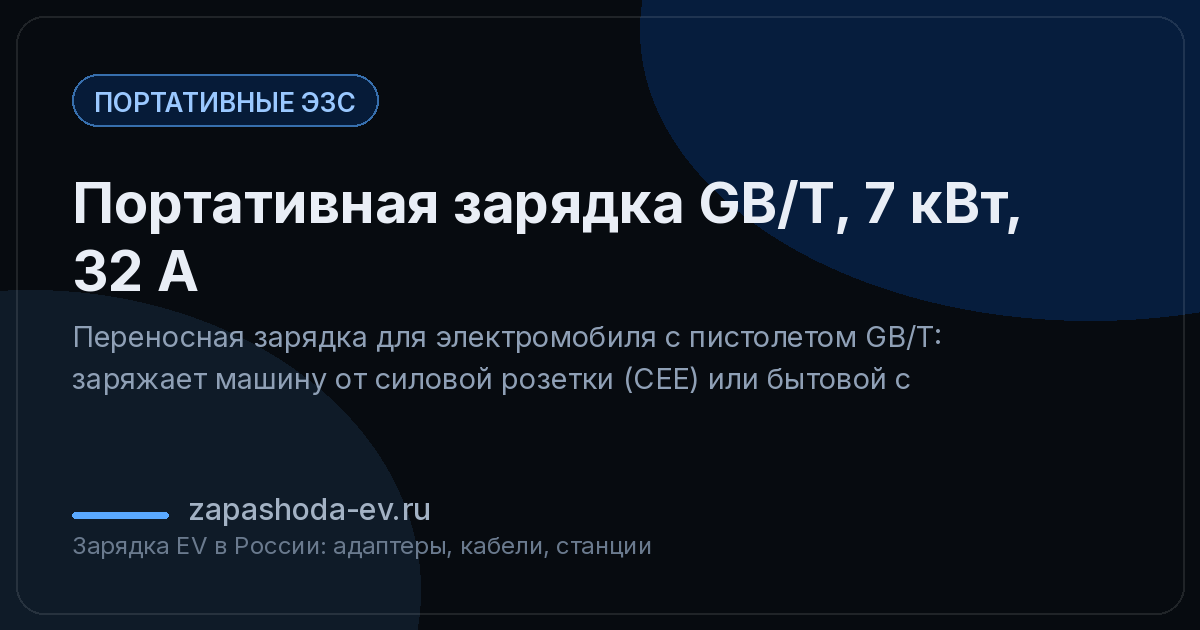 ПОРТАТИВНЫЕ ЭЗС
Портативная зарядка GB/T, 7 кВт,
32 А
Переносная зарядка для электромобиля с пистолетом GB/T:
заряжает машину от силовой розетки (CEE) или бытовой с
zapashoda-ev.ru
Зарядка EV в России: адаптеры, кабели, станции